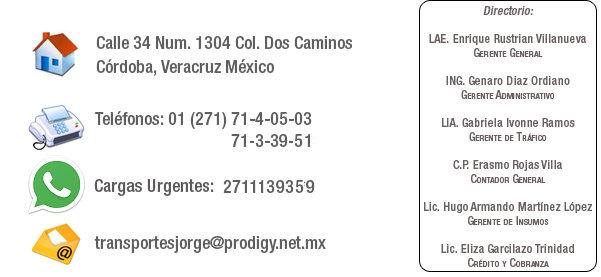 Calle 34 Num. 1304 Col. Dos Caminos
Córdoba, Veracruz México
Teléfonos: 01 (271) 71-4-05-03
71-3-39-51
Cargas Urgentes: 2711139359
transportesjorge@prodigy.net.mx
Directorio:
LAE. Enrique Rustrian Villanueva
Gerente General
ING. Genaro Diaz Ordiano
Gerente Administrativo
LIA. Gabriela Ivonne Ramos
Gerente de Tráfico
C.P. Erasmo Rojas Villa
Contador General
Lic. Hugo Armando Martínez López
Gerente de Insumos
Lic. Eliza Garcilazo Trinidad
Crédito y Cobranza